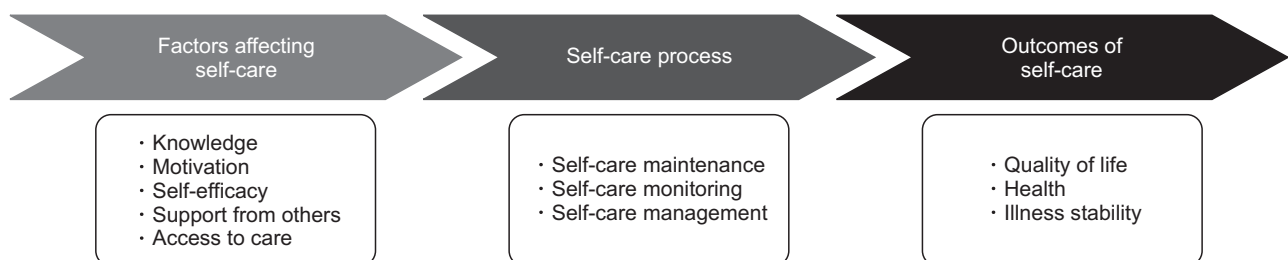 Factors affecting
self-care
Self-care process
Outcomes of
self-care
・Knowledge
・Motivation
・Self-efficacy
・Support from others
・Access to care
・Self-care maintenance
・Self-care monitoring
・Self-care management
・Quality of life
・Health
・Illness stability